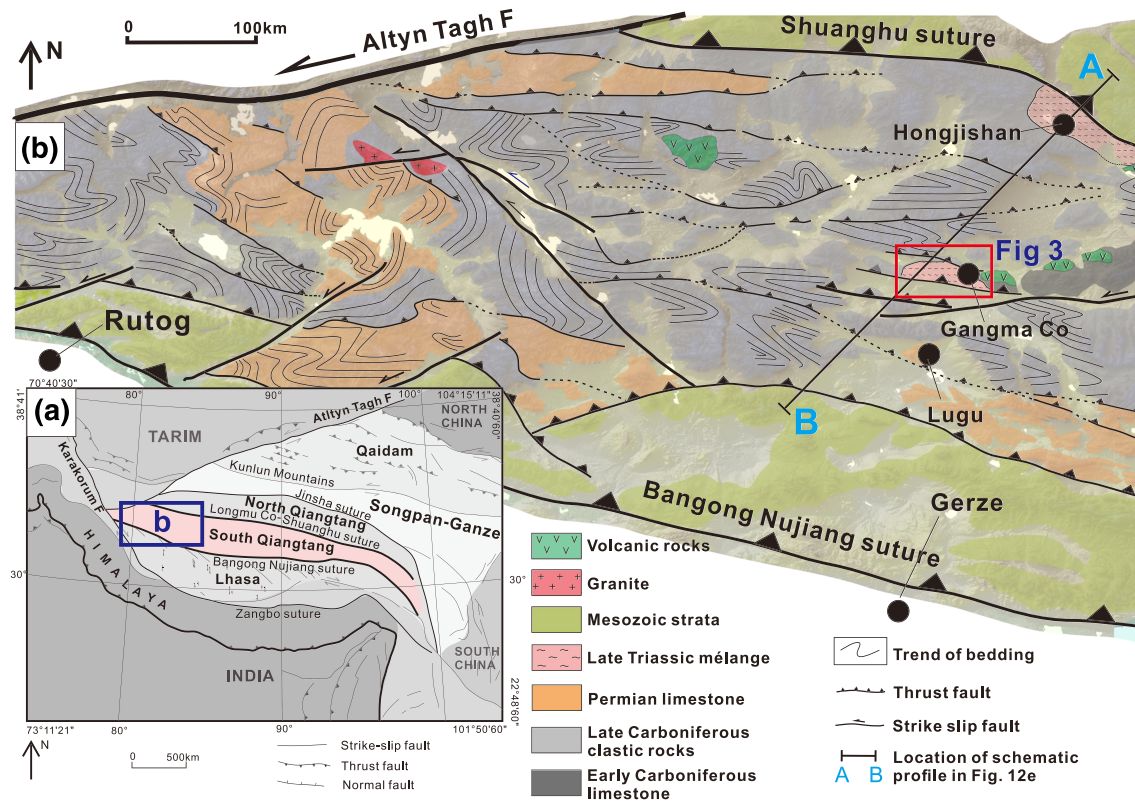 0 100km
N
Altyn Tagh F
Shuanghu suture
A
(b)
Hongjishan
Fig 3
Gangma Co
Rutog
Lugu
B
Gerze
Bangong Nujiang suture
70°40'30"
80°
90°
100°
104°15'11"
38°41'
38°40'60"
(a)
Atltyn Tagh F
NORTH
CHINA
TARIM
Qaidam
Karakorum F
Kunlun Mountains
Jinsha suture
North Qiangtang
Songpan-Ganze
Longmu Co-Shuanghu suture
b
South Qiangtang
Bangong Nujiang suture
30°
30°
Lhasa
HIMALAYA
Zangbo suture
SOUTH
CHINA
INDIA
22°48'60"
73°11'21"
80°
90°
101°50'60"
N
0 500km
Strike-slip fault
Thrust fault
Normal fault
Volcanic rocks
Granite
Mesozoic strata
Late Triassic mélange
Permian limestone
Late Carboniferous
clastic rocks
Early Carboniferous
limestone
Trend of bedding
Thrust fault
Strike slip fault
Location of schematic
A B profile in Fig. 12e